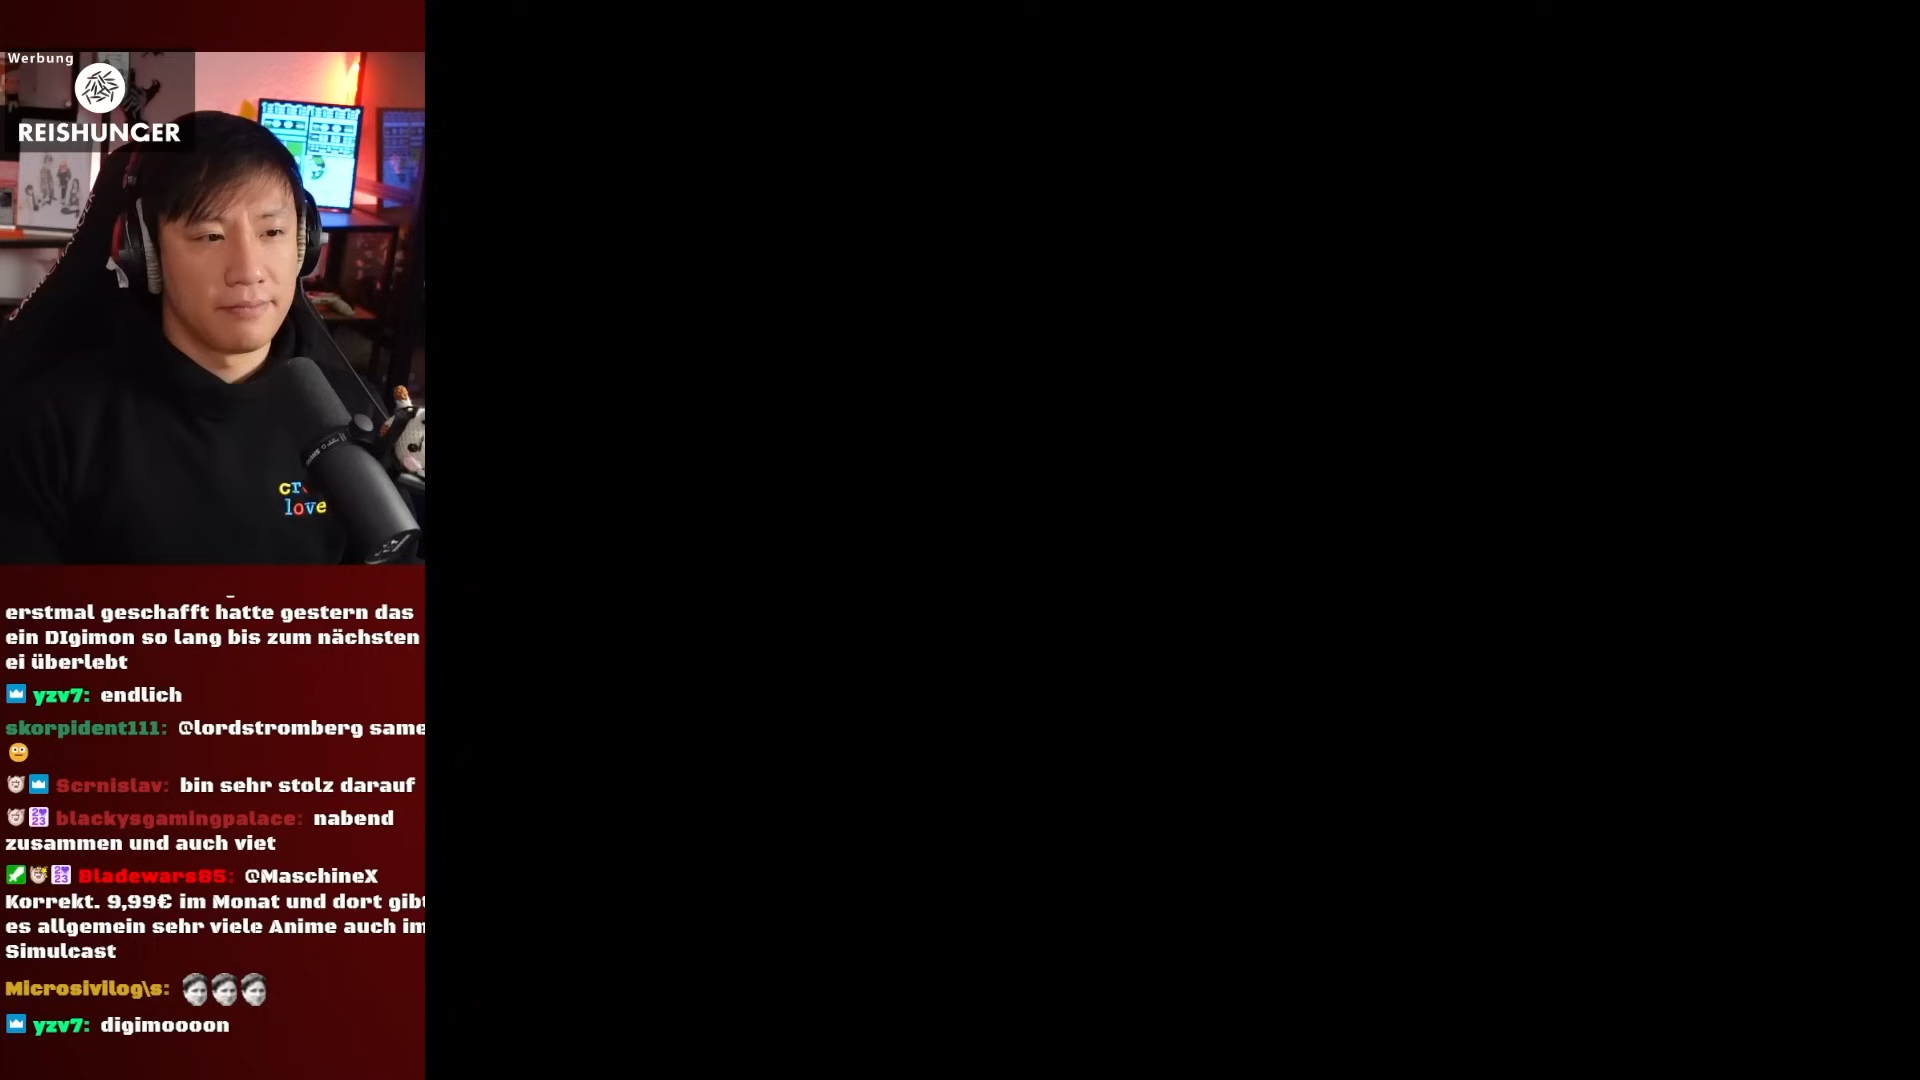 Werbung
REISHUNGER
cr
love
erstmal geschafft hatte gestern das
ein DIgimon so lang bis zum nächsten
ei überlebt
yzv7: endlich
skorpident111: @lordstromberg same
Scrnislav: bin sehr stolz darauf
blackysgamingpalace: nabend
zusammen und auch viet
Bladewars85: @MaschineX
Korrekt. 9,99€ im Monat und dort gibt
es allgemein sehr viele Anime auch im
Simulcast
Microsivilog\s:
yzv7: digimoooon